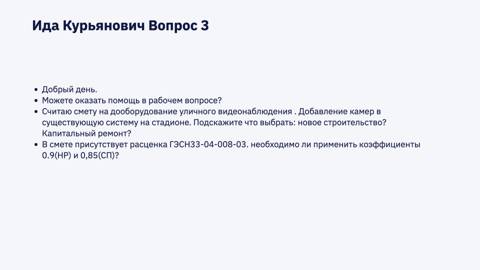 Ида Курьянович Вопрос 3
Добрый день.
Можете оказать помощь в рабочем вопросе?
Считаю смету на дооборудование уличного видеонаблюдения . Добавление камер в
существующую систему на стадионе. Подскажите что выбрать: новое строительство?
Капитальный ремонт?
В смете присутствует расценка ГЭСН33-04-008-03. необходимо ли применить коэффициенты
0.9(НР) и 0,85(СП)?